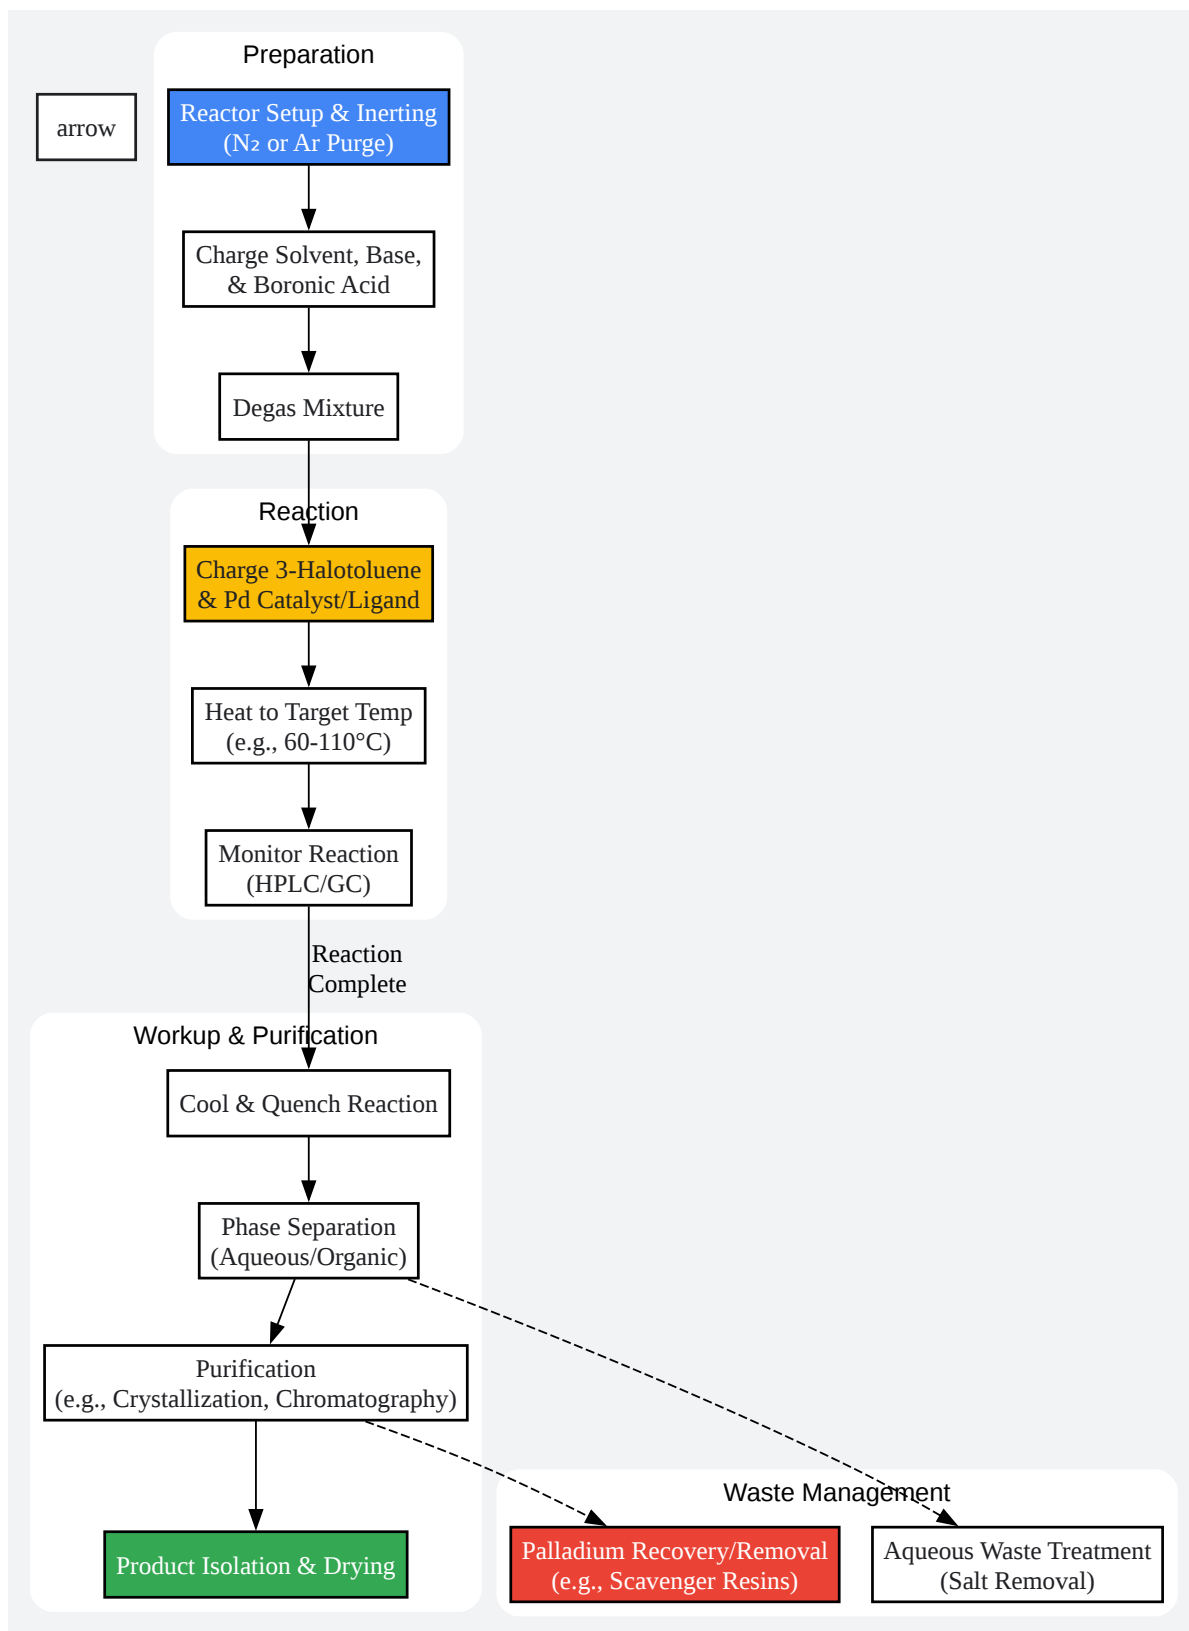 Preparation
arrow
Reactor Setup & Inerting
(N₂ or Ar Purge)
Charge Solvent, Base,
& Boronic Acid
Degas Mixture
Reaction
Charge 3-Halotoluene
& Pd Catalyst/Ligand
Heat to Target Temp
(e.g., 60-110°C)
Monitor Reaction
(HPLC/GC)
Reaction
Complete
Workup & Purification
Cool & Quench Reaction
Phase Separation
(Aqueous/Organic)
Purification
(e.g., Crystallization, Chromatography)
Product Isolation & Drying
Waste Management
Palladium Recovery/Removal
(e.g., Scavenger Resins)
Aqueous Waste Treatment
(Salt Removal)